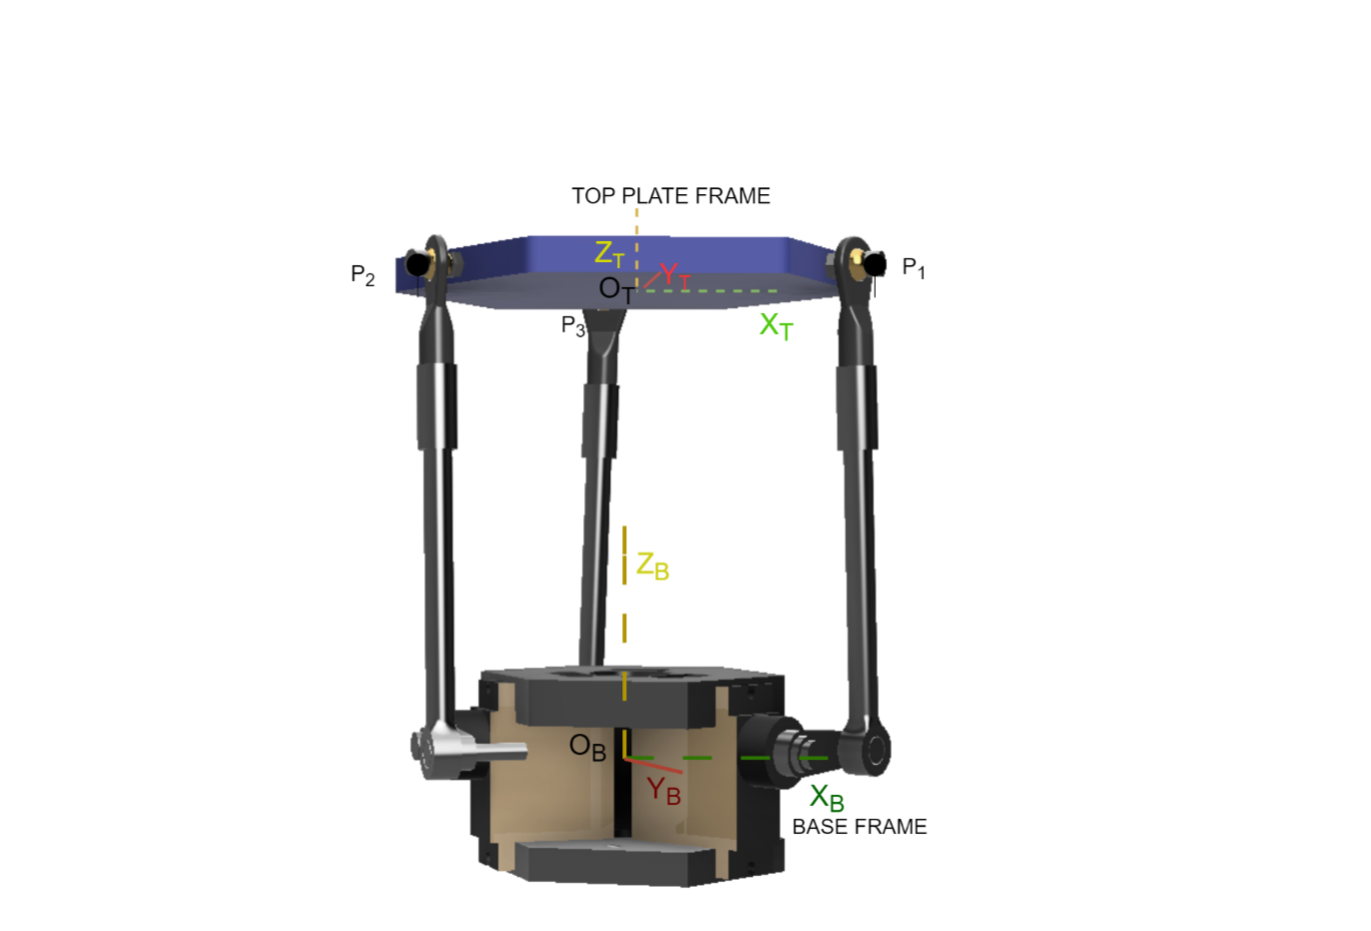 TOP PLATE FRAME
Z_T
Y_T
P_2
P_1
O_T
P_3
X_T
Z_B
O_B
Y_B
X_B
BASE FRAME